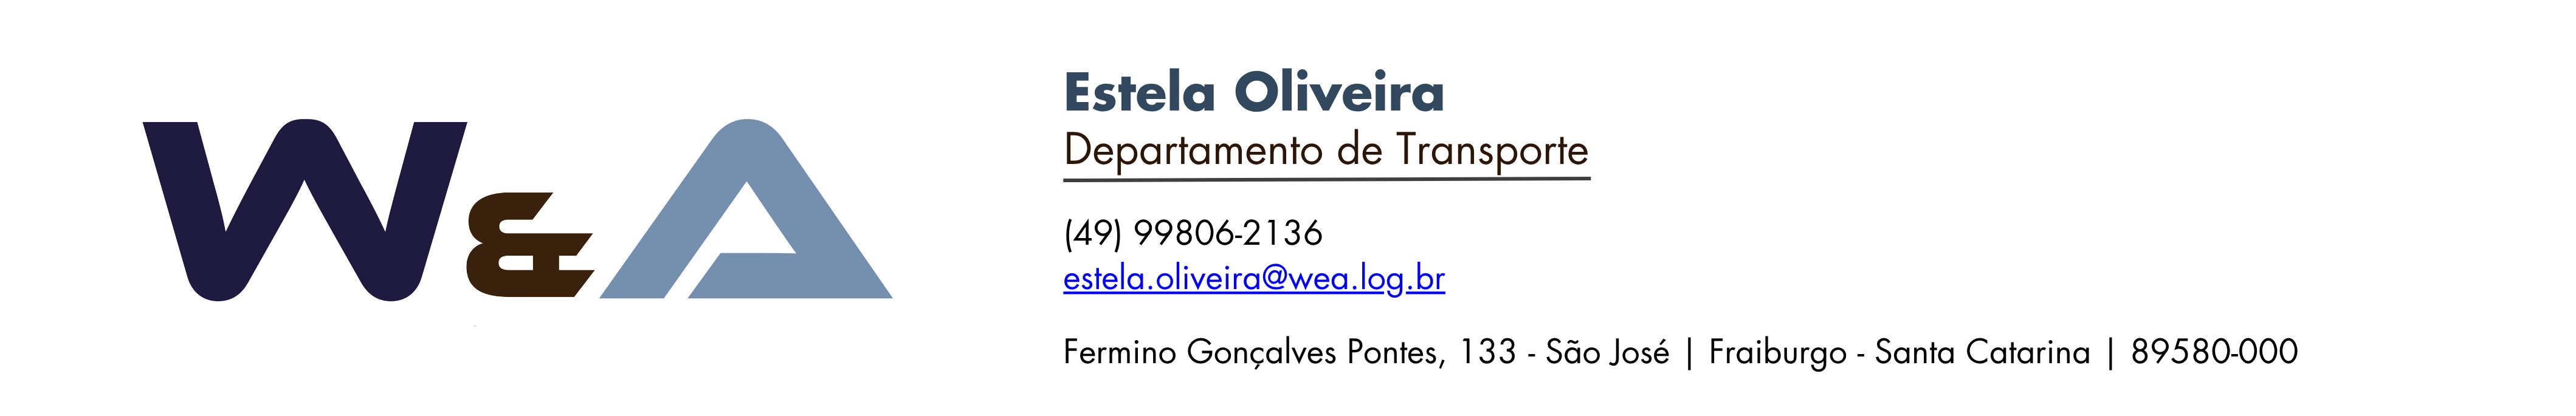 W&A
Estela Oliveira
Departamento de Transporte
(49) 99806-2136
estela.oliveira@wea.log.br
Fermino Gonçalves Pontes, 133 - São José | Fraiburgo - Santa Catarina | 89580-000